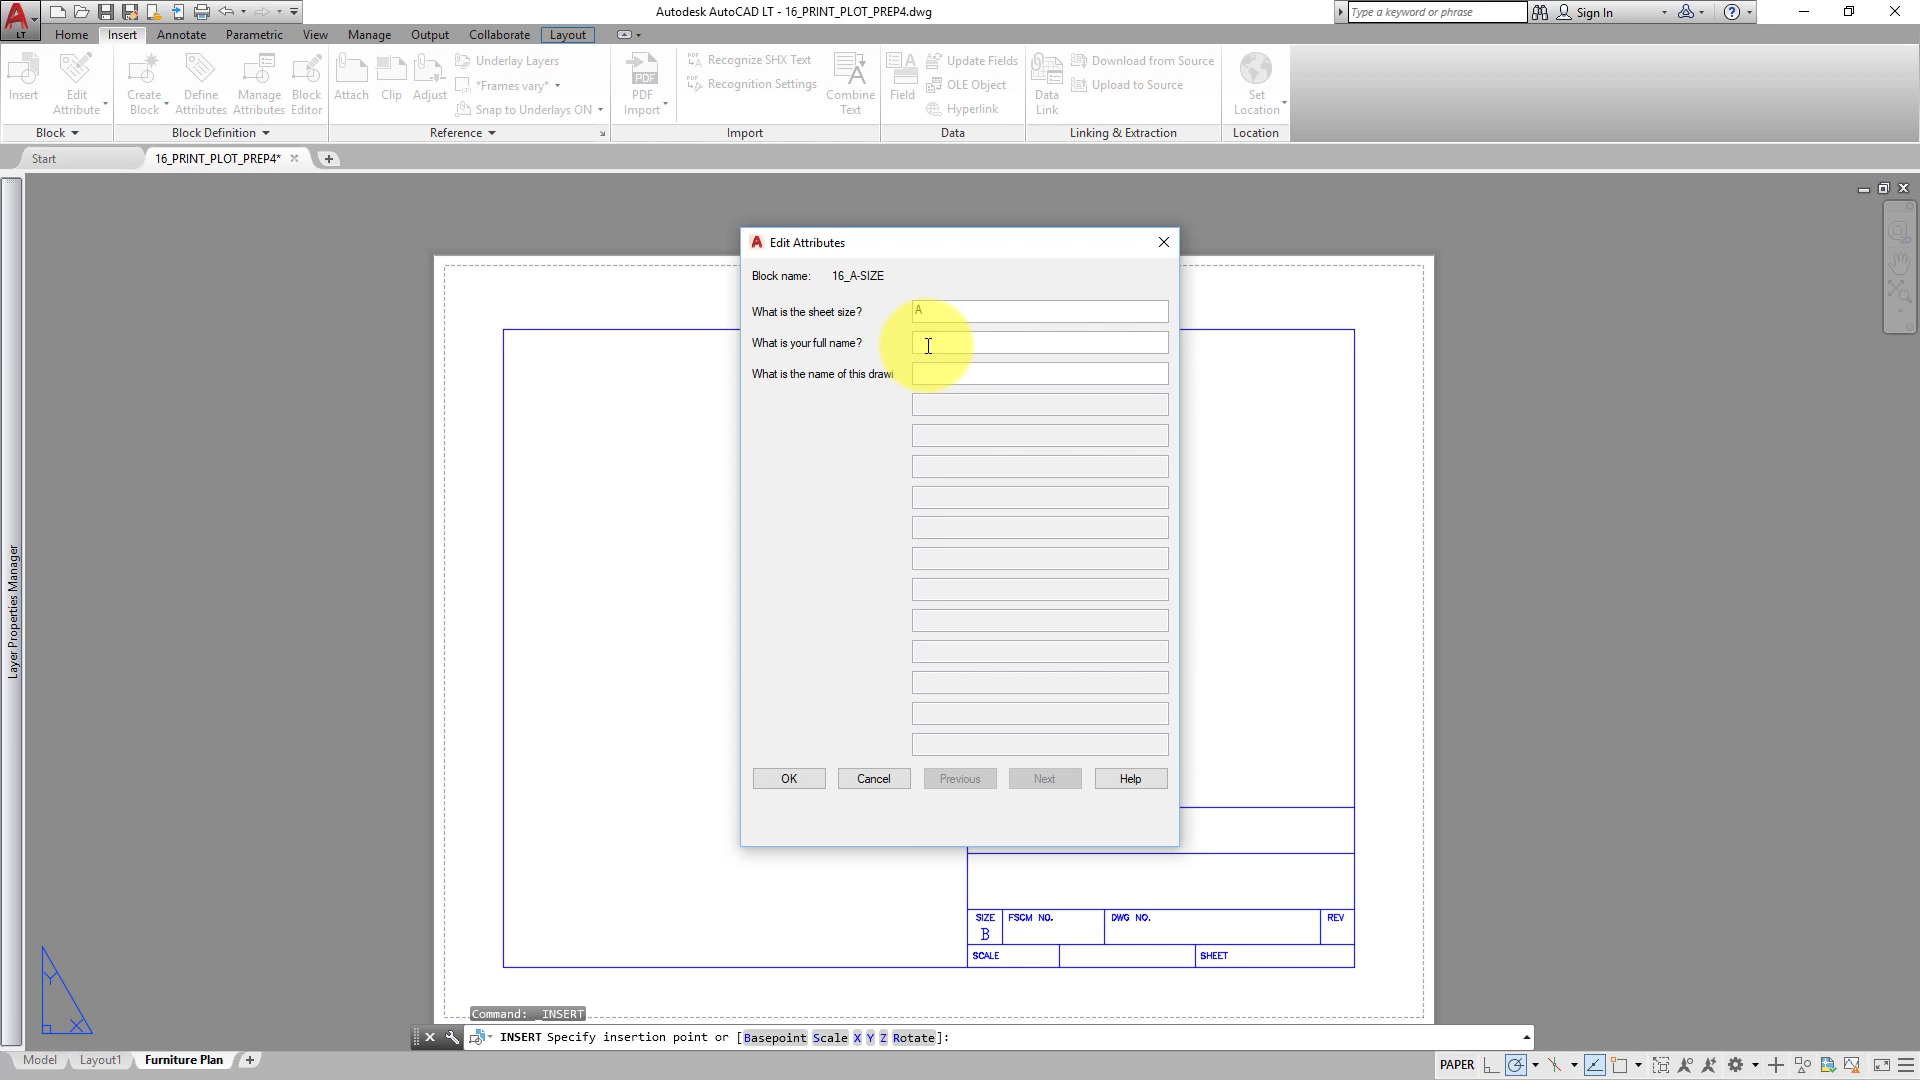 Autodesk AutoCAD LT - 16_PRINT_PLOT_PREP4.dwg
Type a keyword or phrase
Sign In
LT
Home Insert Annotate Parametric View Manage Output Collaborate Layout
Insert
Edit Attribute
Create Block
Define Attributes
Manage Attributes
Block Editor
Attach
Clip
Adjust
Underlay Layers
*Frames vary*
Snap to Underlays ON
PDF Import
Recognize SHX Text
Recognition Settings
Combine Text
Field
Update Fields
OLE Object
Hyperlink
Data Link
Download from Source
Upload to Source
Set Location
Block Block Definition Reference Import Data Linking & Extraction Location
Start 16_PRINT_PLOT_PREP4*
Layer Properties Manager
Edit Attributes
Block name: 16_A-SIZE
What is the sheet size? A
What is your full name?
What is the name of this drawi
OK Cancel Previous Next Help
SIZE FSCM NO. DWG NO. REV
B
SCALE SHEET
Y
X
Command: _INSERT
INSERT Specify insertion point or [Basepoint Scale X Y Z Rotate]:
Model Layout1 Furniture Plan
PAPER